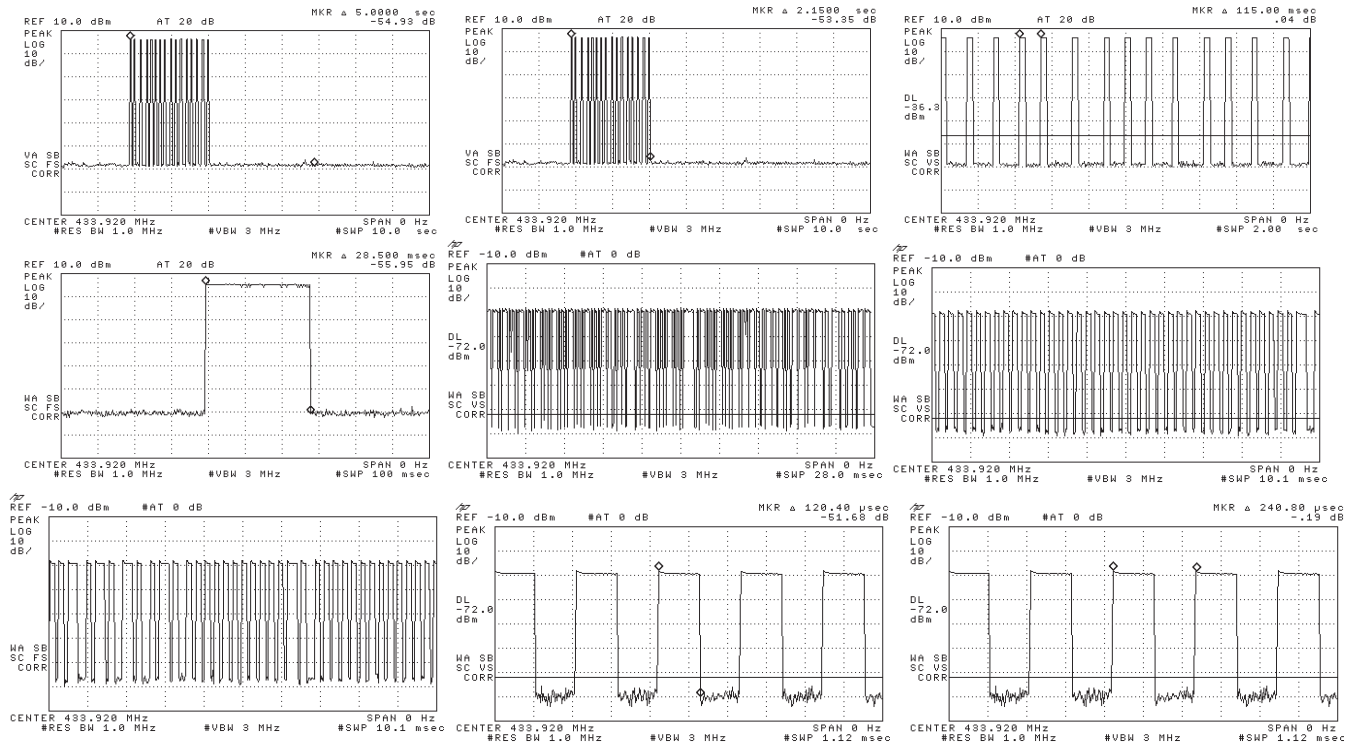 REF 10.0 dBm AT 20 dB
MKR Δ 5.0000 sec
-54.93 dB
PEAK
LOG
10
dB/
VA SB
SC FS
CORR
CENTER 433.920 MHz SPAN 0 Hz
#RES BW 1.0 MHz #VBW 3 MHz #SWP 10.0 sec
REF 10.0 dBm AT 20 dB
MKR Δ 2.1500 sec
-53.35 dB
PEAK
LOG
10
dB/
VA SB
SC FS
CORR
CENTER 433.920 MHz SPAN 0 Hz
#RES BW 1.0 MHz #VBW 3 MHz #SWP 10.0 sec
REF 10.0 dBm AT 20 dB
MKR Δ 115.00 msec
.04 dB
PEAK
LOG
10
dB/
DL
-36.3
dBm
WA SB
SC VS
CORR
CENTER 433.920 MHz SPAN 0 Hz
#RES BW 1.0 MHz #VBW 3 MHz #SWP 2.00 sec
REF 10.0 dBm AT 20 dB
MKR Δ 28.500 msec
-55.95 dB
PEAK
LOG
10
dB/
WA SB
SC FS
CORR
CENTER 433.920 MHz SPAN 0 Hz
#RES BW 1.0 MHz #VBW 3 MHz #SWP 100 msec
hp
REF -10.0 dBm #AT 0 dB
PEAK
LOG
10
dB/
DL
-72.0
dBm
WA SB
SC VS
CORR
CENTER 433.920 MHz SPAN 0 Hz
#RES BW 1.0 MHz #VBW 3 MHz #SWP 28.0 msec
hp
REF -10.0 dBm #AT 0 dB
PEAK
LOG
10
dB/
DL
-72.0
dBm
WA SB
SC VS
CORR
CENTER 433.920 MHz SPAN 0 Hz
#RES BW 1.0 MHz #VBW 3 MHz #SWP 10.1 msec
hp
REF -10.0 dBm #AT 0 dB
PEAK
LOG
10
dB/
WA SB
SC FS
CORR
CENTER 433.920 MHz SPAN 0 Hz
#RES BW 1.0 MHz #VBW 3 MHz #SWP 10.1 msec
hp
REF -10.0 dBm #AT 0 dB
MKR Δ 120.40 μsec
-51.68 dB
PEAK
LOG
10
dB/
DL
-72.0
dBm
WA SB
SC VS
CORR
CENTER 433.920 MHz SPAN 0 Hz
#RES BW 1.0 MHz #VBW 3 MHz #SWP 1.12 msec
hp
REF -10.0 dBm #AT 0 dB
MKR Δ 240.80 μsec
-.19 dB
PEAK
LOG
10
dB/
DL
-72.0
dBm
WA SB
SC VS
CORR
CENTER 433.920 MHz SPAN 0 Hz
#RES BW 1.0 MHz #VBW 3 MHz #SWP 1.12 msec